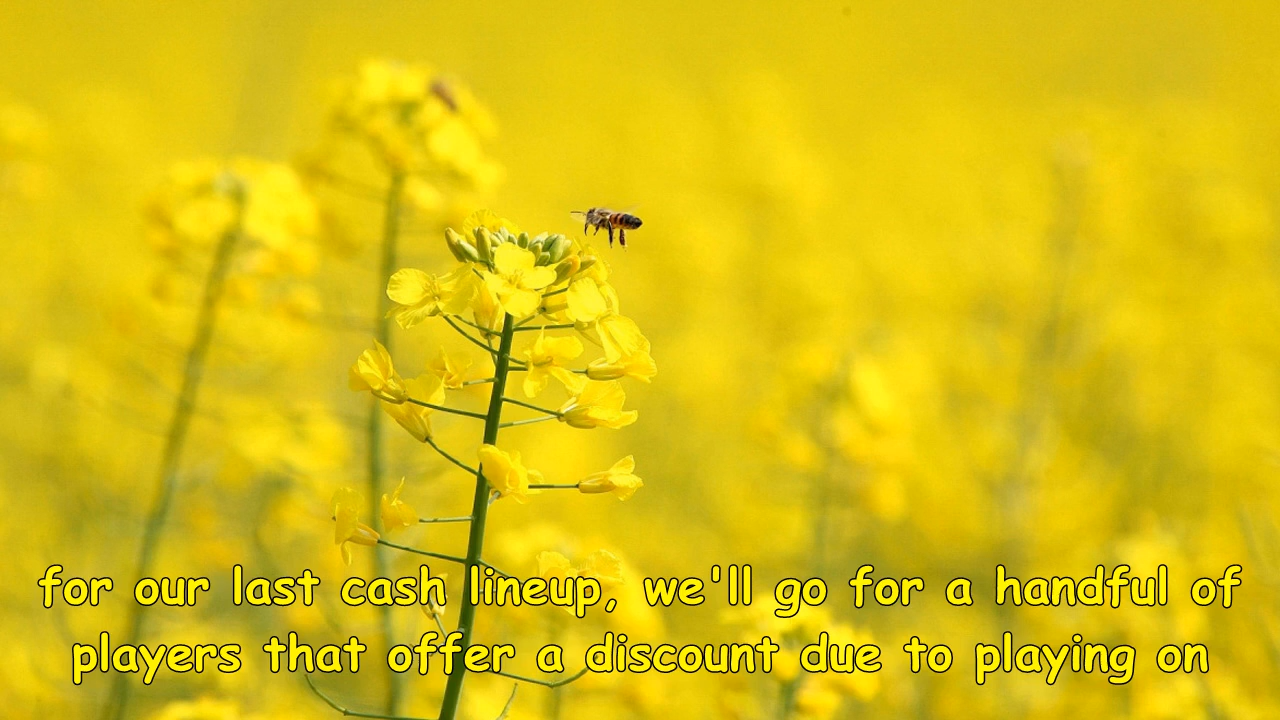 for our last cash lineup, we'll go for a handful of
players that offer a discount due to playing on